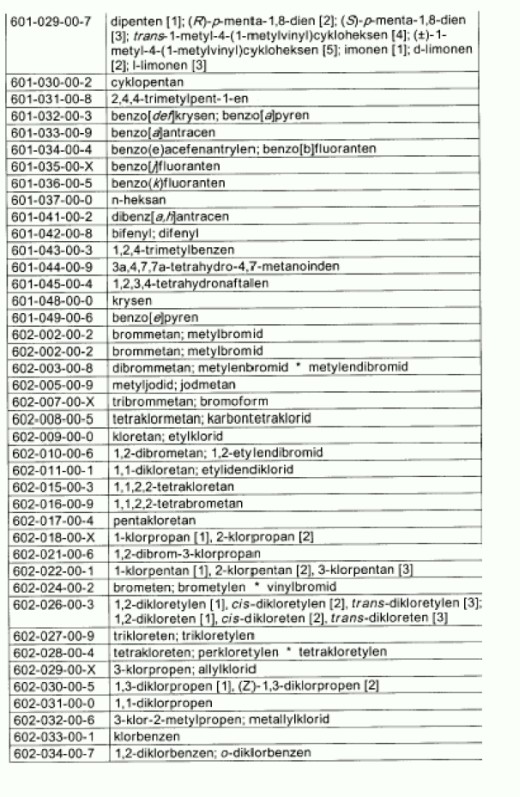 601-029-00-7 dipenten [1]; (R)-p-menta-1,8-dien [2]; (S)-p-menta-1,8-dien
[3]; trans-1-metyl-4-(1-metylvinyl)cykloheksen [4]; (±)-1-
metyl-4-(1-metylvinyl)cykloheksen [5]; imonen [1]; d-limonen
[2]; l-limonen [3]
601-030-00-2 cyklopentan
601-031-00-8 2,4,4-trimetylpent-1-en
601-032-00-3 benzo[def]krysen; benzo[a]pyren
601-033-00-9 benzo[a]antracen
601-034-00-4 benzo(e)acefenantrylen; benzo[b]fluoranten
601-035-00-X benzo[j]fluoranten
601-036-00-5 benzo(k)fluoranten
601-037-00-0 n-heksan
601-041-00-2 dibenz[a,h]antracen
601-042-00-8 bifenyl; difenyl
601-043-00-3 1,2,4-trimetylbenzen
601-044-00-9 3a,4,7,7a-tetrahydro-4,7-metanoinden
601-045-00-4 1,2,3,4-tetrahydronaftalen
601-048-00-0 krysen
601-049-00-6 benzo[e]pyren
602-002-00-2 brommetan; metylbromid
602-002-00-2 brommetan; metylbromid
602-003-00-8 dibrommetan; metylenbromid * metylendibromid
602-005-00-9 metyljodid; jodmetan
602-007-00-X tribrommetan; bromoform
602-008-00-5 tetraklormetan; karbontetraklorid
602-009-00-0 kloretan; etylklorid
602-010-00-6 1,2-dibrometan; 1,2-etylendibromid
602-011-00-1 1,1-dikloretan; etylidendiklorid
602-015-00-3 1,1,2,2-tetrakloretan
602-016-00-9 1,1,2,2-tetrabrometan
602-017-00-4 pentakloretan
602-018-00-X 1-klorpropan [1], 2-klorpropan [2]
602-021-00-6 1,2-dibrom-3-klorpropan
602-022-00-1 1-klorpentan [1], 2-klorpentan [2], 3-klorpentan [3]
602-024-00-2 brometen; brometylen * vinylbromid
602-026-00-3 1,2-dikloretylen [1], cis-dikloretylen [2], trans-dikloretylen [3];
1,2-dikloreten [1], cis-dikloreten [2], trans-dikloreten [3]
602-027-00-9 trikloreten; trikloretylen
602-028-00-4 tetrakloreten; perkloretylen * tetrakloretylen
602-029-00-X 3-klorpropen; allylklorid
602-030-00-5 1,3-diklorpropen [1], (Z)-1,3-diklorpropen [2]
602-031-00-0 1,1-diklorpropen
602-032-00-6 3-klor-2-metylpropen; metallylklorid
602-033-00-1 klorbenzen
602-034-00-7 1,2-diklorbenzen; o-diklorbenzen